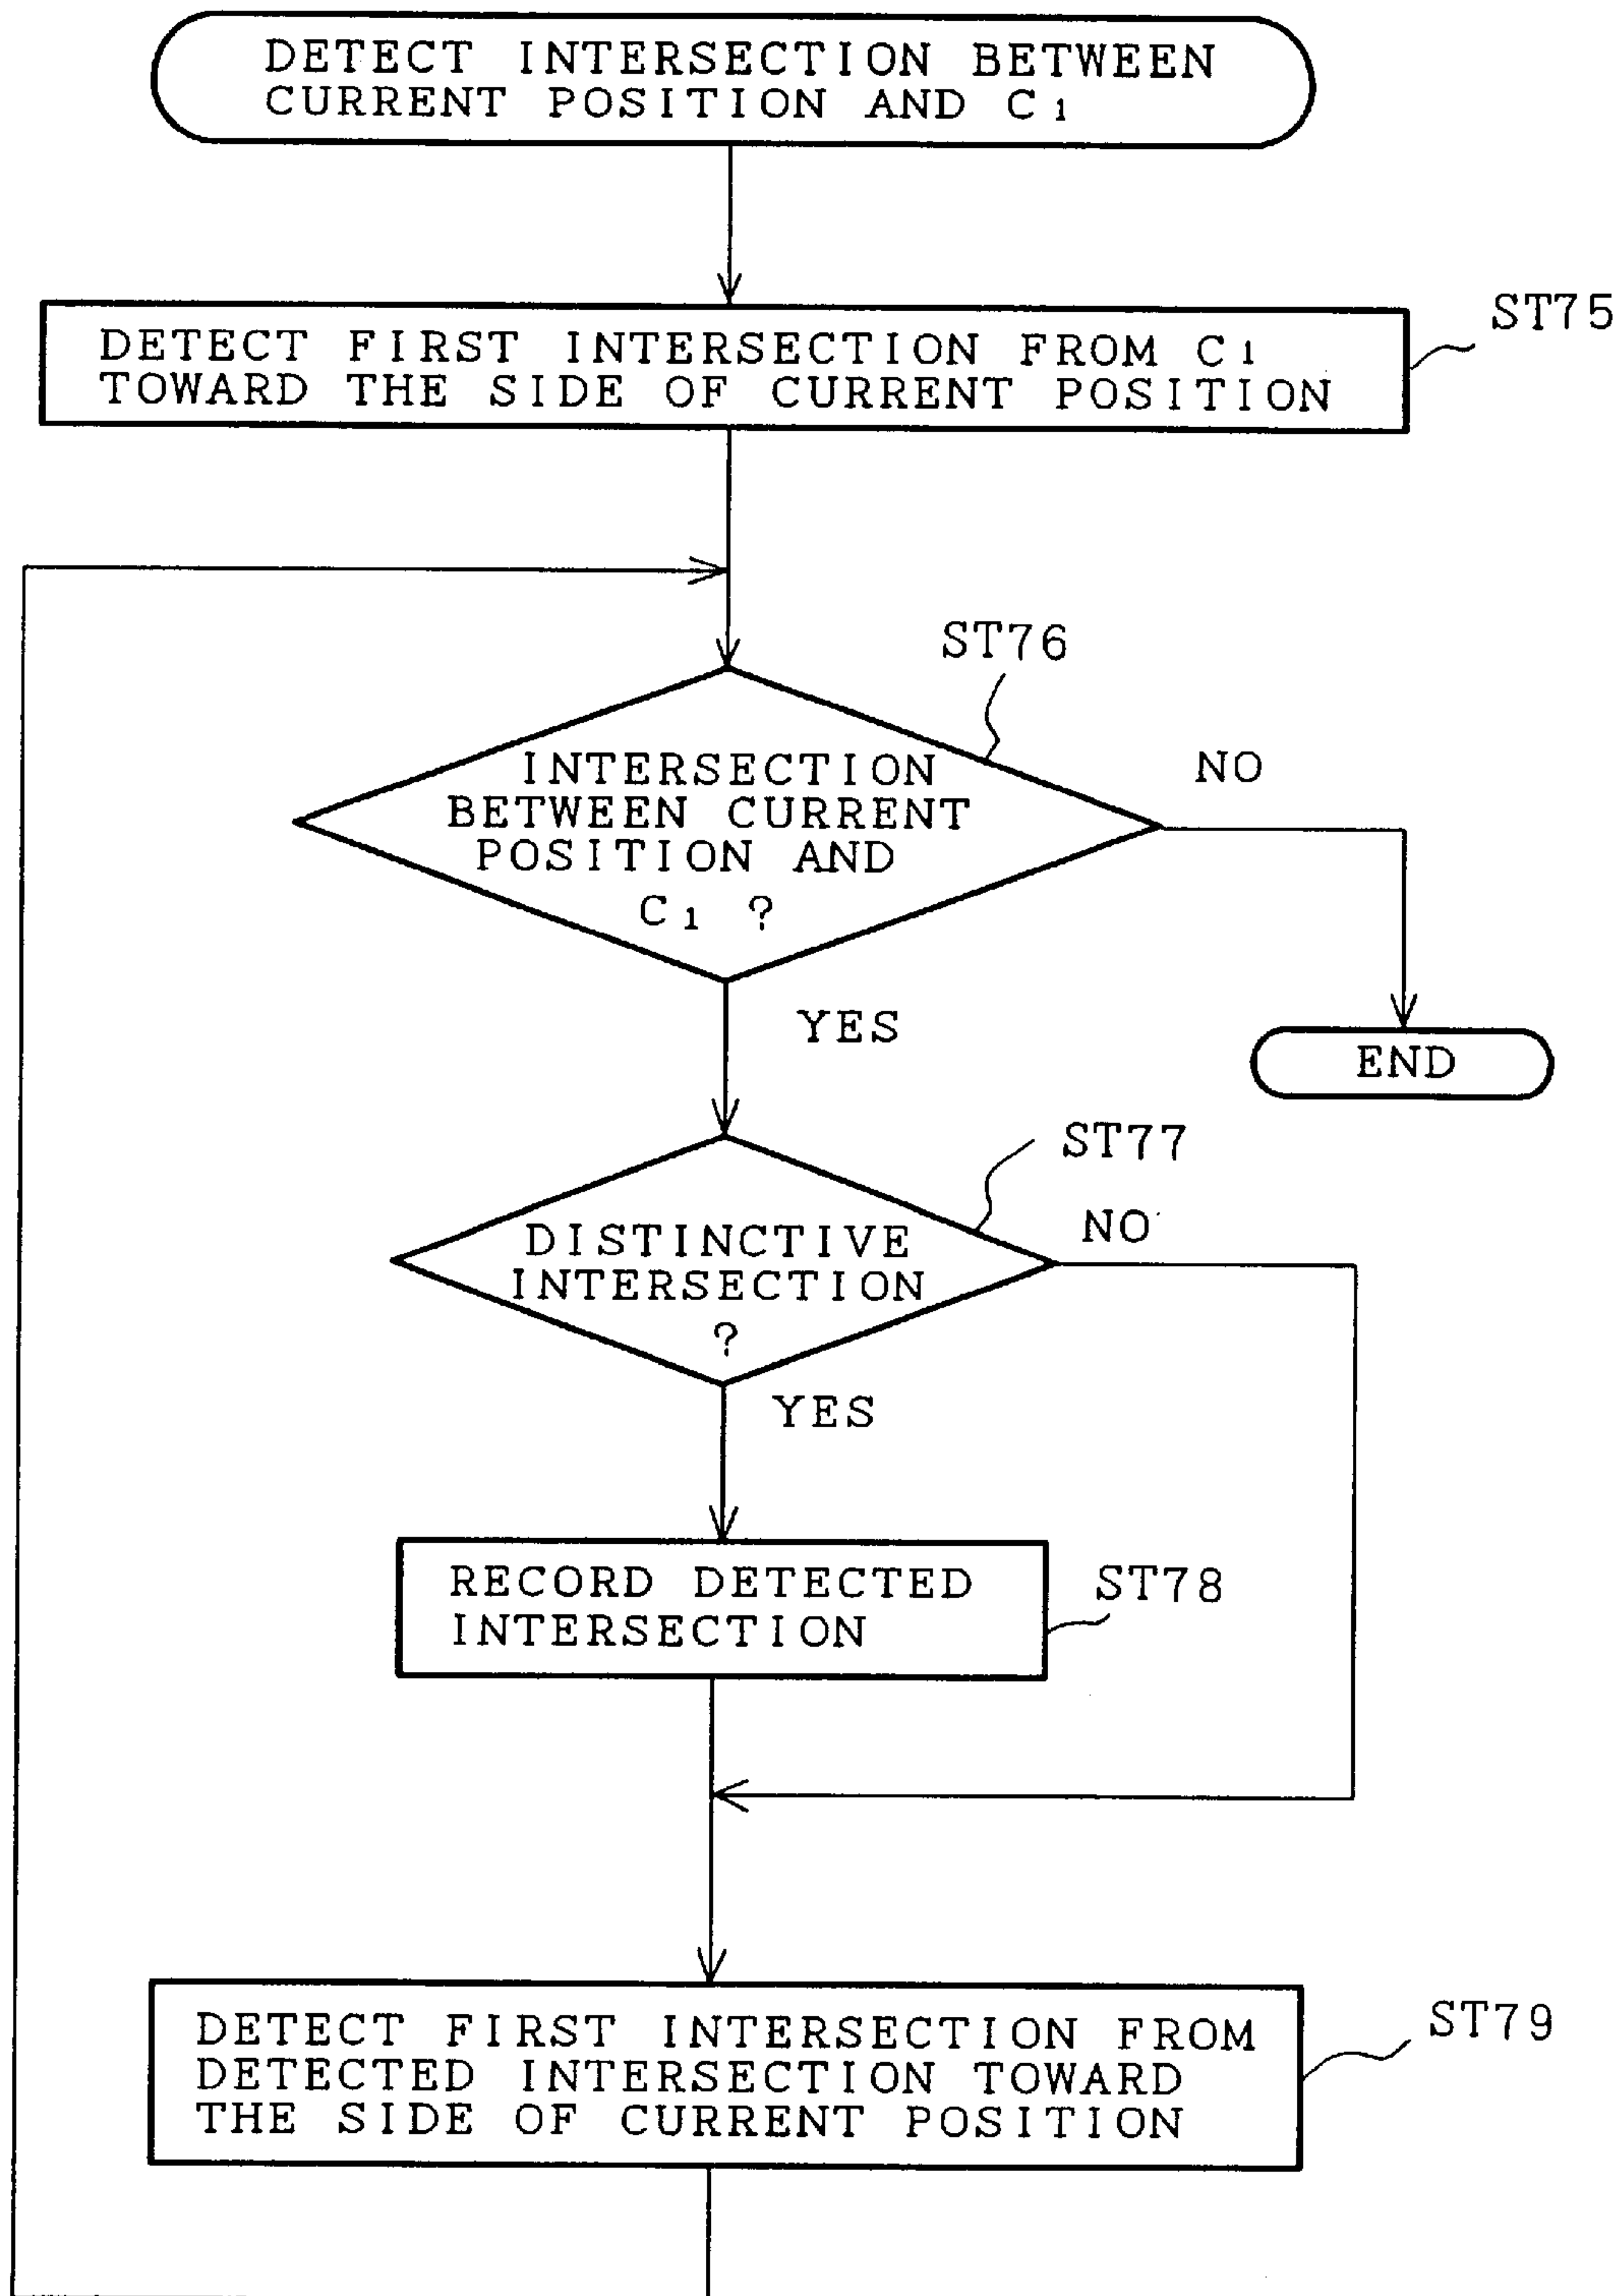 DETECT INTERSECTION BETWEEN
CURRENT POSITION AND C1
ST75
DETECT FIRST INTERSECTION FROM C1
TOWARD THE SIDE OF CURRENT POSITION
ST76
INTERSECTION
BETWEEN CURRENT
POSITION AND
C1 ?
NO
YES
END
ST77
DISTINCTIVE
INTERSECTION
?
NO
YES
RECORD DETECTED
INTERSECTION
ST78
DETECT FIRST INTERSECTION FROM
DETECTED INTERSECTION TOWARD
THE SIDE OF CURRENT POSITION
ST79